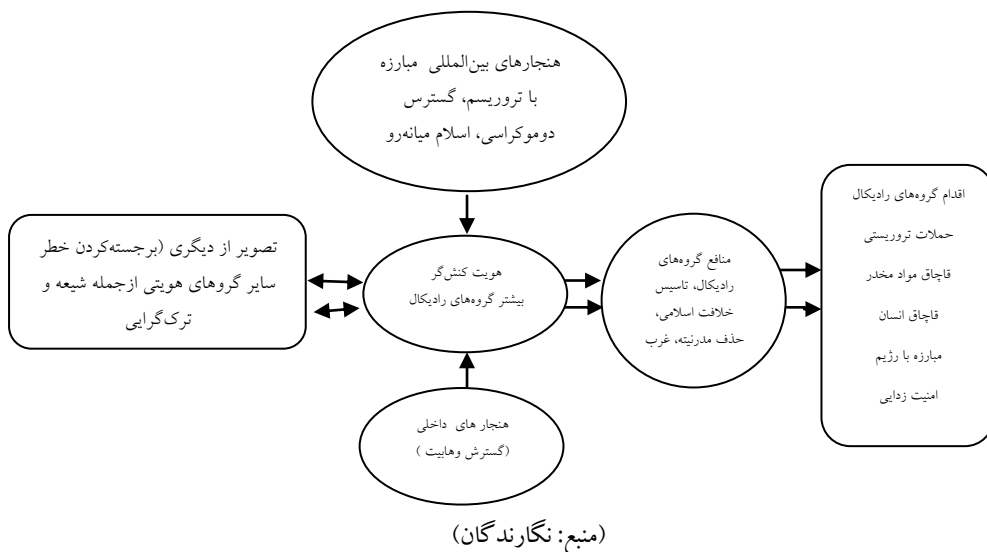 هنجارهای بین‌المللی مبارزه
با تروریسم، گسترس
دوموکراسی، اسلام میانه‌رو
تصویر از دیگری (برجسته‌کردن خطر
سایر گروهای هویتی ازجمله شیعه و
ترک‌گرایی
هویت کنش‌گر
بیشتر گروه‌های رادیکال
هنجار های داخلی
(گسترش وهابیت )
منافع گروه‌های
رادیکال، تاسیس
خلافت اسلامی،
حذف مدرنیته، غرب
اقدام گروه‌های رادیکال
حملات تروریستی
قاچاق مواد مخدر
قاچاق انسان
مبارزه با رژیم
امنیت زدایی
(منبع: نگارندگان)